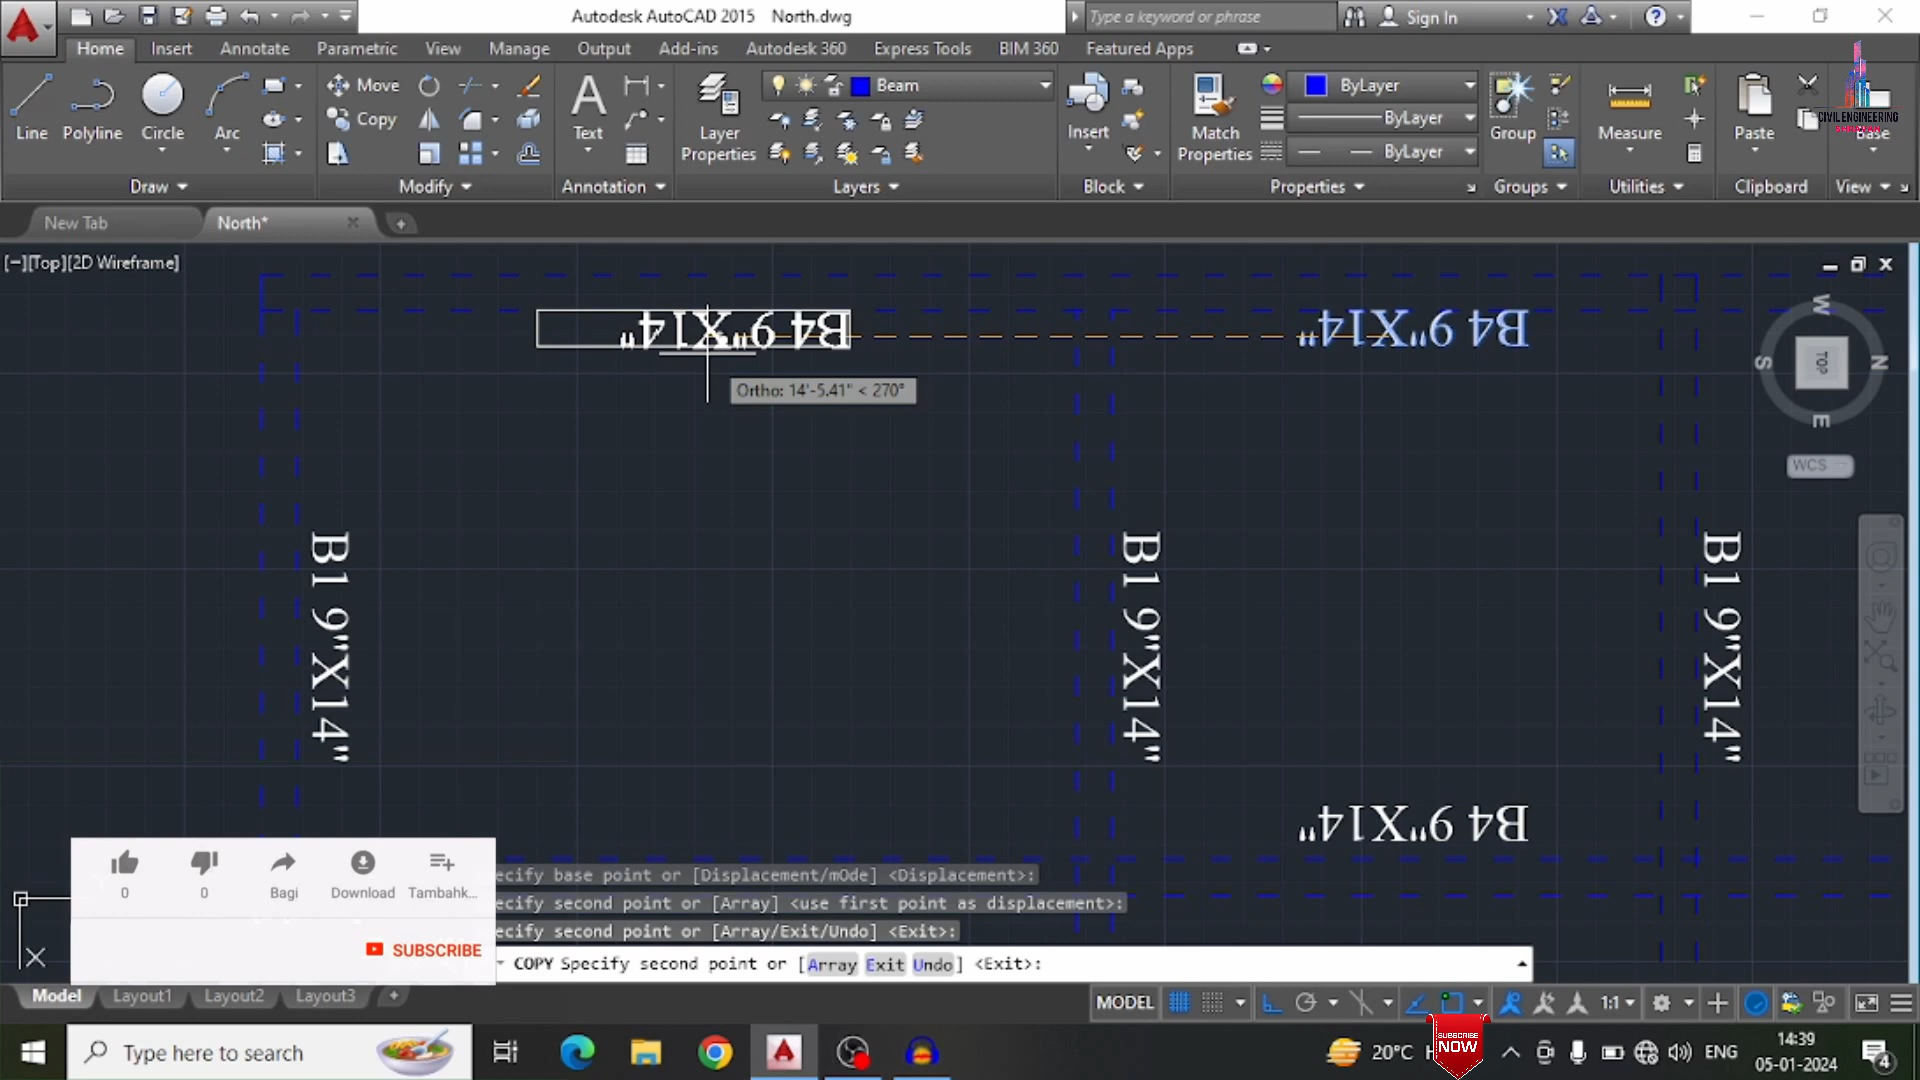 Autodesk AutoCAD 2015 North.dwg
Type a keyword or phrase
Sign In
Home Insert Annotate Parametric View Manage Output Add-ins Autodesk 360 Express Tools BIM 360 Featured Apps
Line
Polyline
Circle
Arc
Draw
Move
Copy
Modify
Text
Annotation
Layer
Properties
Beam
Layers
Insert
Block
Match
Properties
ByLayer
ByLayer
ByLayer
Properties
Group
Groups
Measure
Utilities
Paste
Clipboard
Base
View
CIVIL ENGINEERING
New Tab
North*
[−][Top][2D Wireframe]
B4 9"X14"
B4 9"X14"
Ortho: 14'-5.41" < 270°
W
S
TOP
N
E
WCS
B1 9"X14"
B1 9"X14"
B1 9"X14"
B4 9"X14"
0
0
Bagi
Download
Tambahk...
SUBSCRIBE
ecify base point or [Displacement/mOde] <Displacement>:
ecify second point or [Array] <use first point as displacement>:
ecify second point or [Array/Exit/Undo] <Exit>:
COPY Specify second point or [Array Exit Undo] <Exit>:
X
Model Layout1 Layout2 Layout3
MODEL
1:1
Type here to search
20°C
SUBSCRIBE
NOW
ENG
14:39
05-01-2024
4